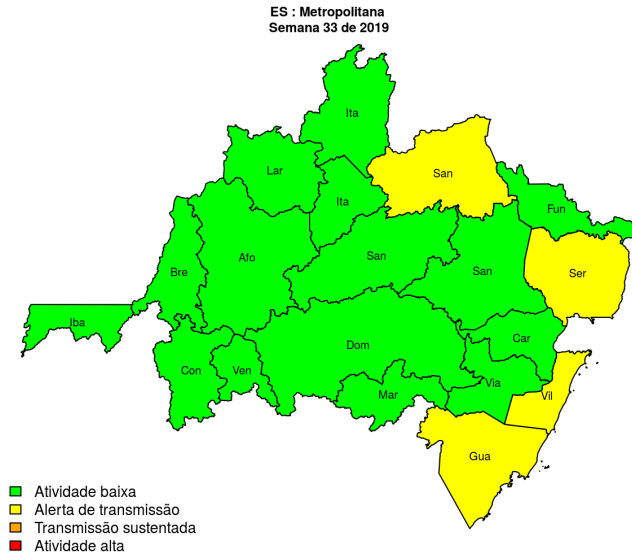 ES : Metropolitana
Semana 33 de 2019
Ita
Lar
San
Ita
Fun
Afo
San
San
Bre
Ser
Iba
Dom
Car
Con
Ven
Via
Mar
Vil
Gua
Atividade baixa
Alerta de transmissão
Transmissão sustentada
Atividade alta